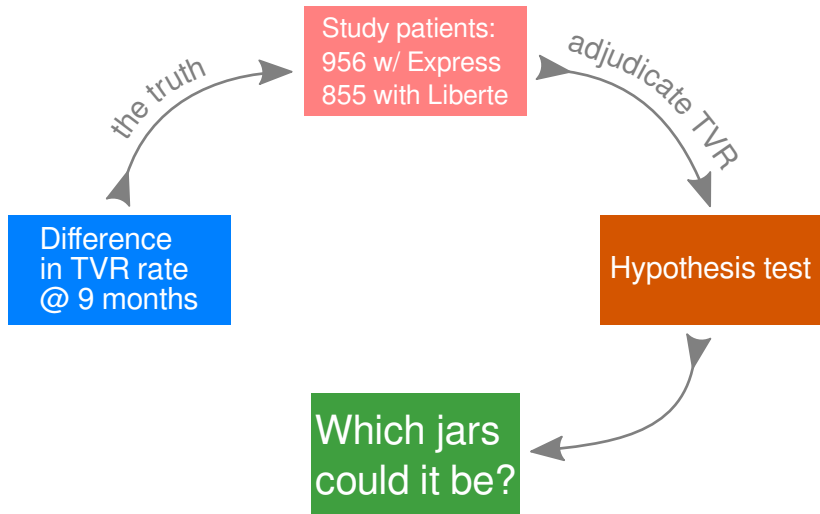 Study patients:
956 w/ Express
855 with Liberte
the truth
adjudicate TVR
Difference
in TVR rate
@ 9 months
Hypothesis test
Which jars
could it be?